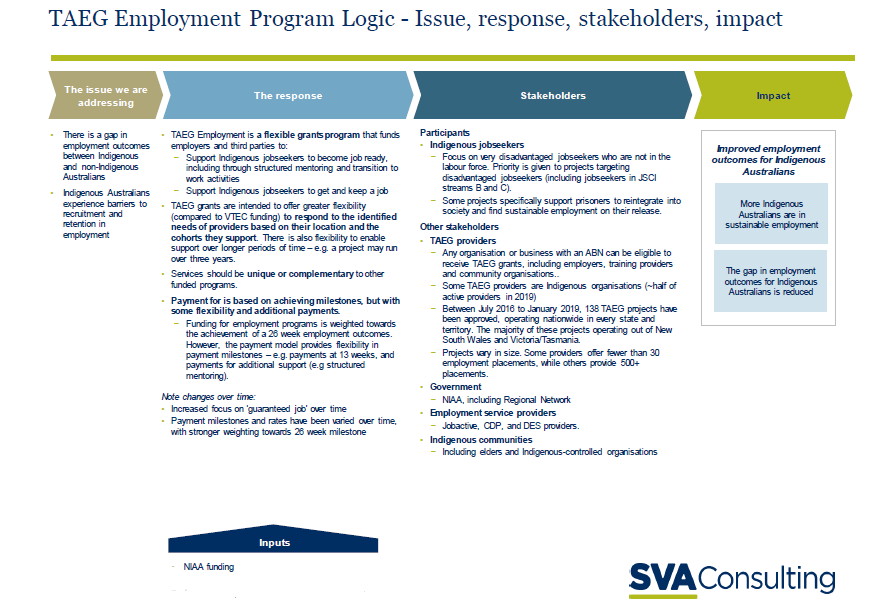 TAEG Employment Program Logic - Issue, response, stakeholders, impact
The issue we are
addressing
The response
Stakeholders
Impact
• There is a gap in
employment outcomes
between Indigenous
and non-Indigenous
Australians
• Indigenous Australians
experience barriers to
recruitment and
retention in
employment
• TAEG Employment is a flexible grants program that funds
employers and third parties to:
− Support Indigenous jobseekers to become job ready,
including through structured mentoring and transition to
work activities
− Support Indigenous jobseekers to get and keep a job
• TAEG grants are intended to offer greater flexibility
(compared to VTEC funding) to respond to the identified
needs of providers based on their location and the
cohorts they support. There is also flexibility to enable
support over longer periods of time – e.g. a project may run
over three years.
• Services should be unique or complementary to other
funded programs.
• Payment for is based on achieving milestones, but with
some flexibility and additional payments.
− Funding for employment programs is weighted towards
the achievement of a 26 week employment outcomes.
However, the payment model provides flexibility in
payment milestones – e.g. payments at 13 weeks, and
payments for additional support (e.g structured
mentoring).
Note changes over time:
• Increased focus on 'guaranteed job' over time
• Payment milestones and rates have been varied over time,
with stronger weighting towards 26 week milestone
Inputs
• NIAA funding
Participants
• Indigenous jobseekers
− Focus on very disadvantaged jobseekers who are not in the
labour force. Priority is given to projects targeting
disadvantaged jobseekers (including jobseekers in JSCI
streams B and C).
− Some projects specifically support prisoners to reintegrate into
society and find sustainable employment on their release.
Other stakeholders
• TAEG providers
− Any organisation or business with an ABN can be eligible to
receive TAEG grants, including employers, training providers
and community organisations..
− Some TAEG providers are Indigenous organisations (~half of
active providers in 2019)
− Between July 2016 to January 2019, 138 TAEG projects have
been approved, operating nationwide in every state and
territory. The majority of these projects operating out of New
South Wales and Victoria/Tasmania.
− Projects vary in size. Some providers offer fewer than 30
employment placements, while others provide 500+
placements.
• Government
− NIAA, including Regional Network
• Employment service providers
− Jobactive, CDP, and DES providers.
• Indigenous communities
− Including elders and Indigenous-controlled organisations
Improved employment
outcomes for Indigenous
Australians
More Indigenous
Australians are in
sustainable employment
The gap in employment
outcomes for Indigenous
Australians is reduced
SVA Consulting